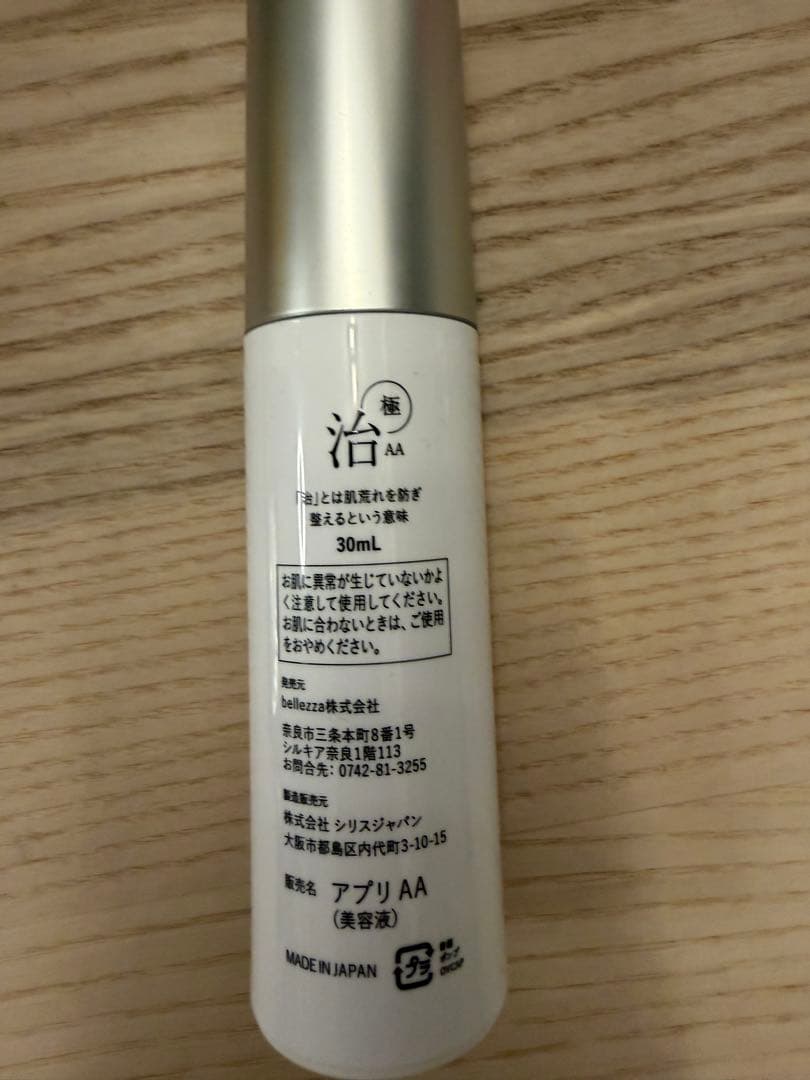 極
治 AA
「治」とは肌荒れを防ぎ
整えるという意味
30mL
お肌に異常が生じていないかよ
く注意して使用してください。
お肌に合わないときは、ご使用
をおやめください。
発売元
bellezza株式会社
奈良市三条本町8番1号
シルキア奈良1階113
お問合先：0742-81-3255
製造販売元
株式会社 シリスジャパン
大阪市都島区内代町3-10-15
販売名 アプリ AA
（美容液）
MADE IN JAPAN
プラ
ポンプ